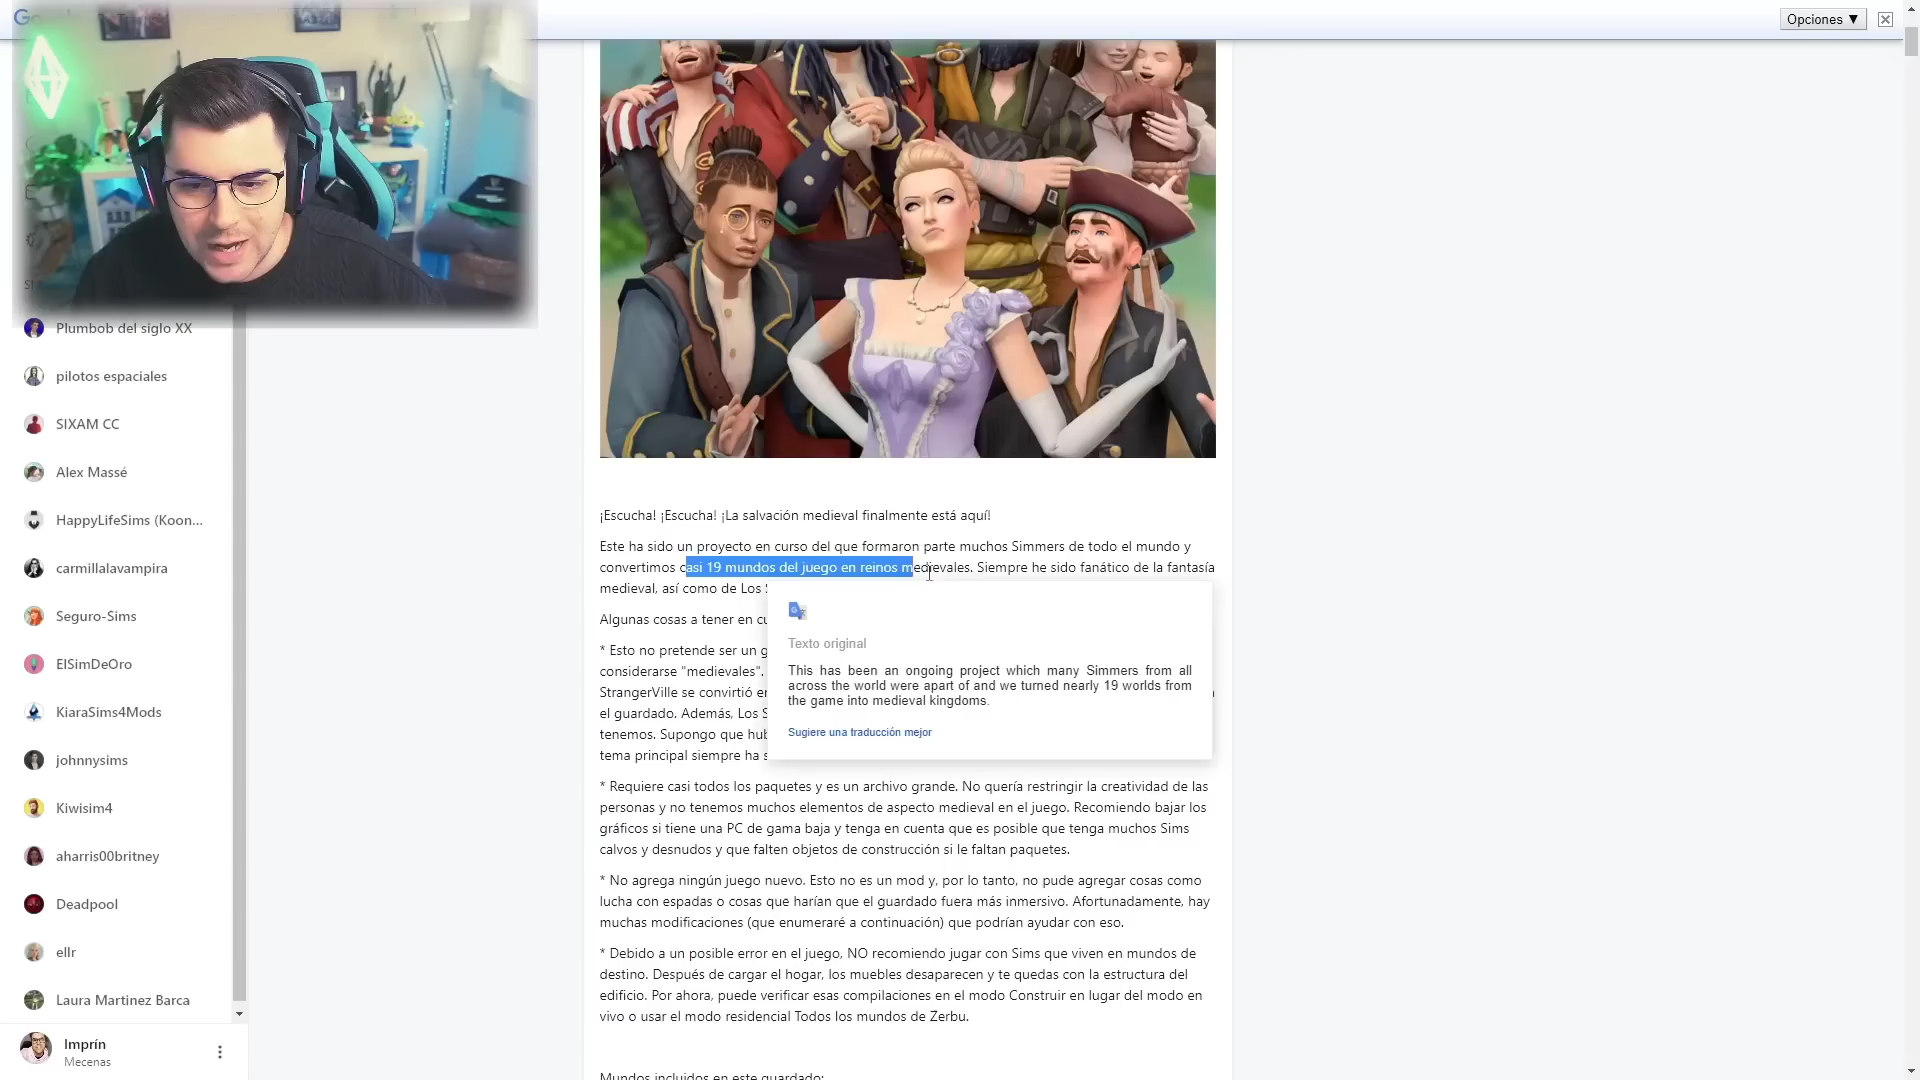 Opciones ▼
Plumbob del siglo XX
pilotos espaciales
SIXAM CC
Alex Massé
HappyLifeSims (Koon...
carmillalavampira
Seguro-Sims
ElSimDeOro
KiaraSims4Mods
johnnysims
Kiwisim4
aharris00britney
Deadpool
ellr
Laura Martinez Barca
Imprín
Mecenas
¡Escucha! ¡Escucha! ¡La salvación medieval finalmente está aquí!
Este ha sido un proyecto en curso del que formaron parte muchos Simmers de todo el mundo y
convertimos casi 19 mundos del juego en reinos medievales. Siempre he sido fanático de la fantasía
medieval, así como de Los
Algunas cosas a tener en
* Esto no pretende ser un
considerarse "medievales".
StrangerVille se convirtió
el guardado. Además, Los
tenemos. Supongo que
tema principal siempre ha
Texto original
This has been an ongoing project which many Simmers from all
across the world were apart of and we turned nearly 19 worlds from
the game into medieval kingdoms.
Sugiere una traducción mejor
* Requiere casi todos los paquetes y es un archivo grande. No quería restringir la creatividad de las
personas y no tenemos muchos elementos de aspecto medieval en el juego. Recomiendo bajar los
gráficos si tiene una PC de gama baja y tenga en cuenta que es posible que tenga muchos Sims
calvos y desnudos y que falten objetos de construcción si le faltan paquetes.
* No agrega ningún juego nuevo. Esto no es un mod y, por lo tanto, no pude agregar cosas como
lucha con espadas o cosas que harían que el guardado fuera más inmersivo. Afortunadamente, hay
muchas modificaciones (que enumeraré a continuación) que podrían ayudar con eso.
* Debido a un posible error en el juego, NO recomiendo jugar con Sims que viven en mundos de
destino. Después de cargar el hogar, los muebles desaparecen y te quedas con la estructura del
edificio. Por ahora, puede verificar esas compilaciones en el modo Construir en lugar del modo en
vivo o usar el modo residencial Todos los mundos de Zerbu.
Mundos incluidos en este guardado: